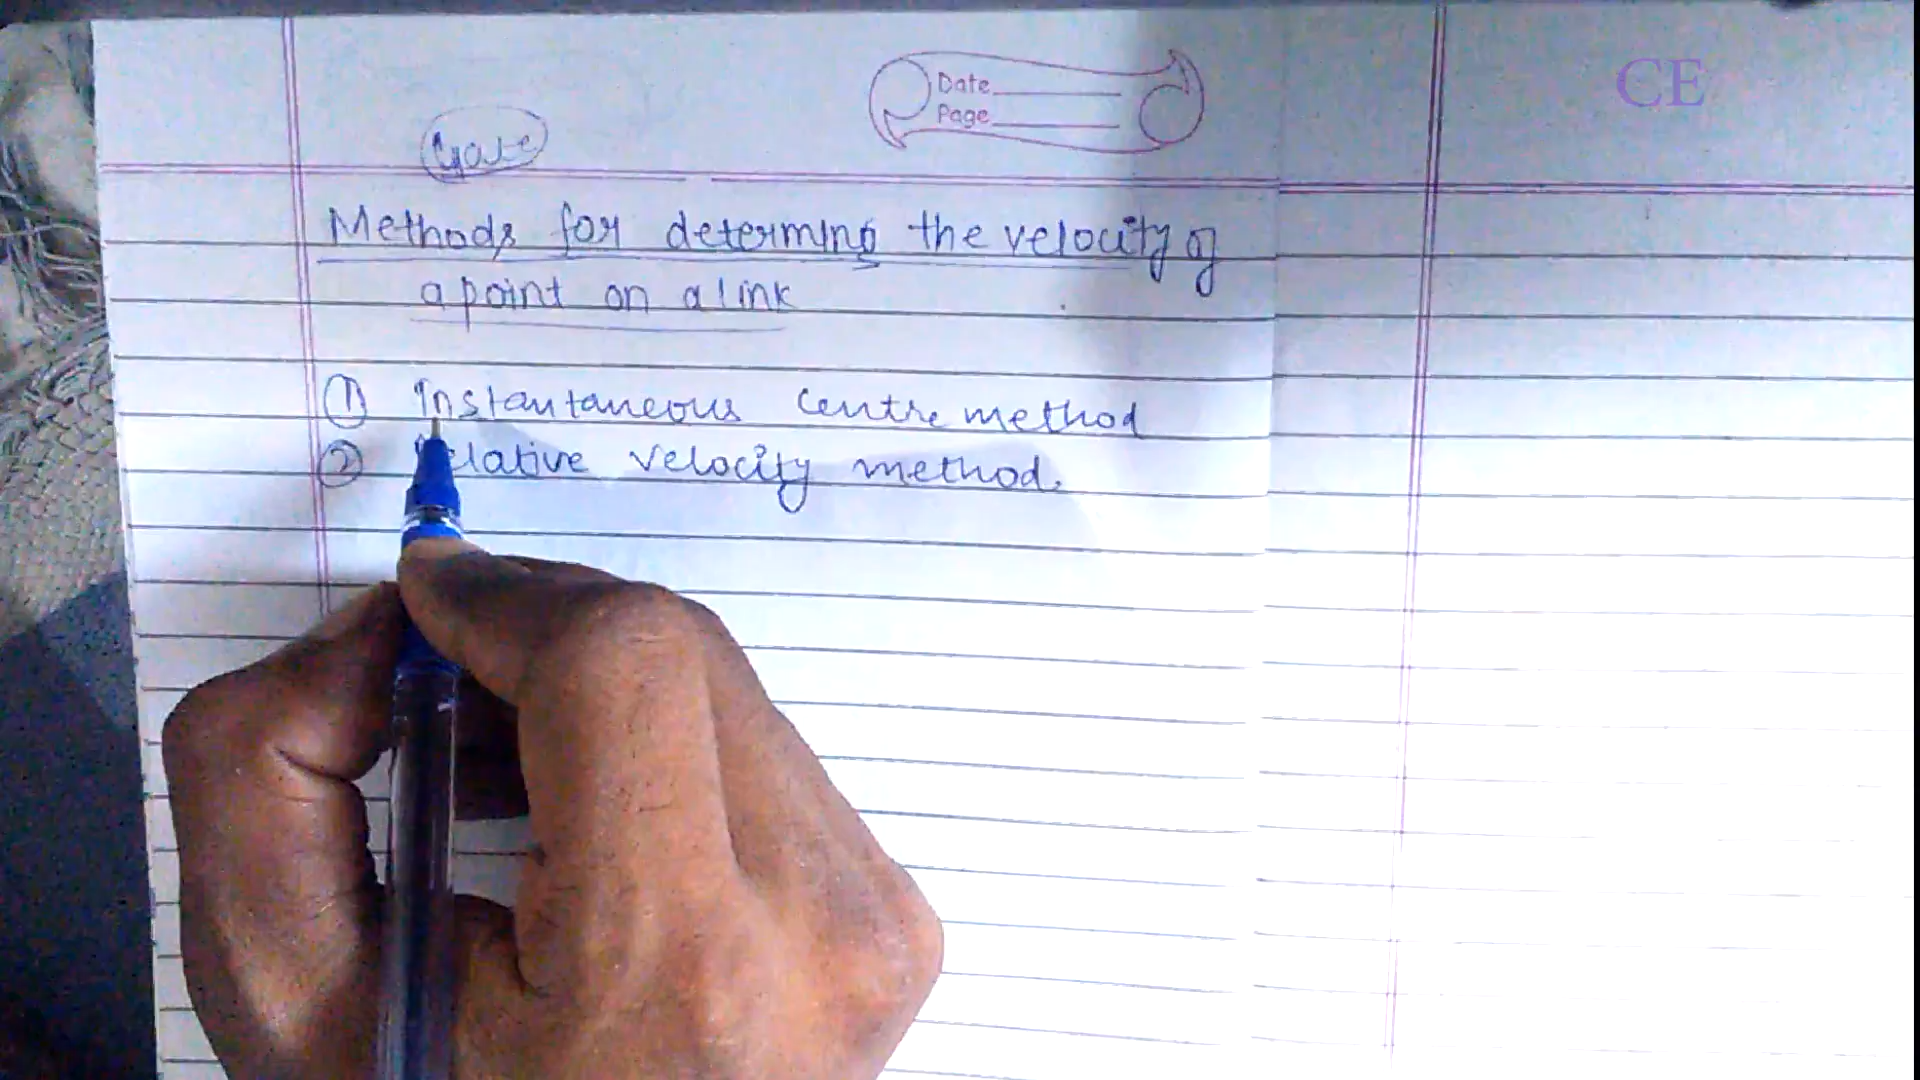 CE
Date
Page
Gate
Methods for determing the velocity of
a point on a link
① Instantaneous centre method
② Relative velocity method.